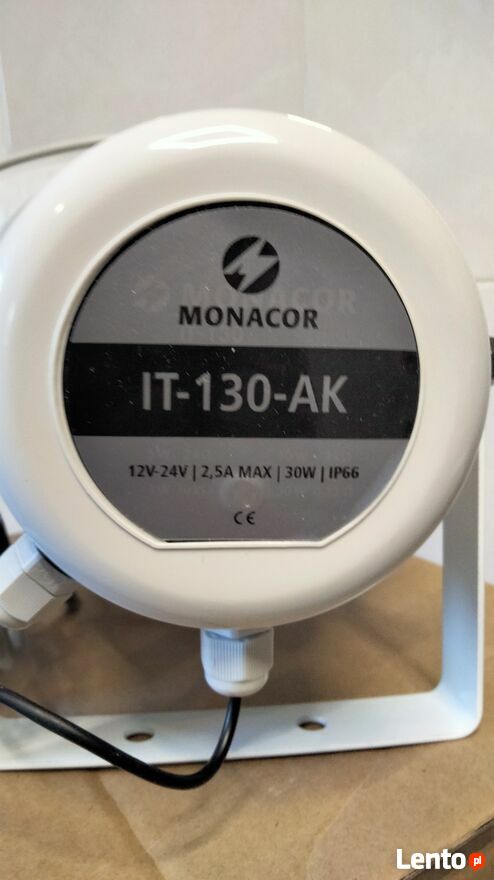 MONACOR
IT-130-AK
12V-24V | 2,5A MAX | 30W | IP66
CE
Lento.pl